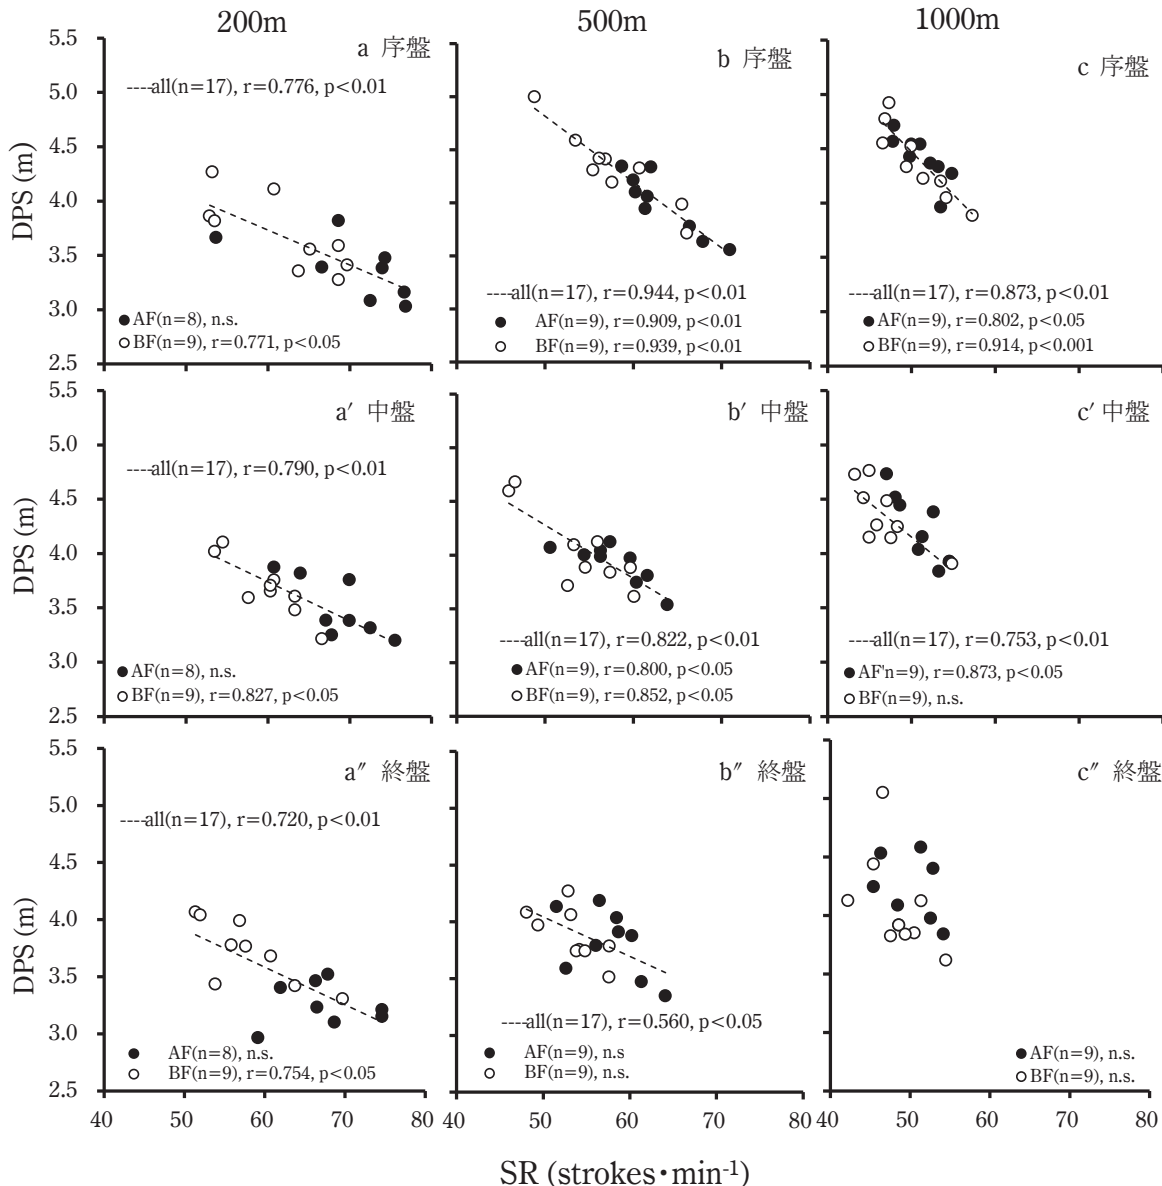 200m
500m
1000m
DPS (m)
5.5
5.0
4.5
4.0
3.5
3.0
2.5
a 序盤
----all(n=17), r=0.776, p<0.01
●AF(n=8), n.s.
○BF(n=9), r=0.771, p<0.05
b 序盤
----all(n=17), r=0.944, p<0.01
● AF(n=9), r=0.909, p<0.01
○ BF(n=9), r=0.939, p<0.01
c 序盤
----all(n=17), r=0.873, p<0.01
●AF(n=9), r=0.802, p<0.05
○BF(n=9), r=0.914, p<0.001
DPS (m)
5.5
5.0
4.5
4.0
3.5
3.0
2.5
a′ 中盤
----all(n=17), r=0.790, p<0.01
●AF(n=8), n.s.
○BF(n=9), r=0.827, p<0.05
b′ 中盤
----all(n=17), r=0.822, p<0.01
●AF(n=9), r=0.800, p<0.05
○BF(n=9), r=0.852, p<0.05
c′ 中盤
----all(n=17), r=0.753, p<0.01
●AF'n=9), r=0.873, p<0.05
○BF(n=9), n.s.
DPS (m)
5.5
5.0
4.5
4.0
3.5
3.0
2.5
a″ 終盤
----all(n=17), r=0.720, p<0.01
● AF(n=8), n.s.
○ BF(n=9), r=0.754, p<0.05
40 50 60 70 80
b″ 終盤
----all(n=17), r=0.560, p<0.05
● AF(n=9), n.s
○ BF(n=9), n.s.
40 50 60 70 80
c″ 終盤
●AF(n=9), n.s.
○BF(n=9), n.s.
40 50 60 70 80
SR (strokes・min-1)